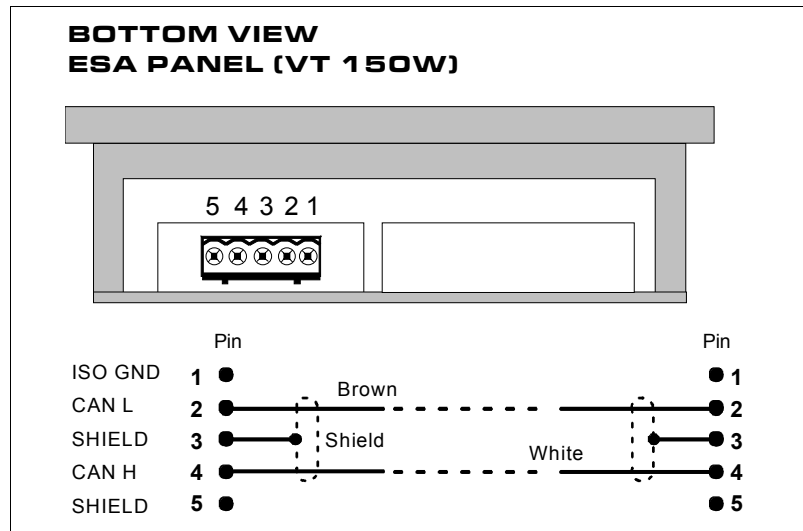 BOTTOM VIEW
ESA PANEL (VT 150W)
5 4 3 2 1
Pin Pin
ISO GND 1 1
Brown
CAN L 2 2
SHIELD 3 Shield 3
White
CAN H 4 4
SHIELD 5 5